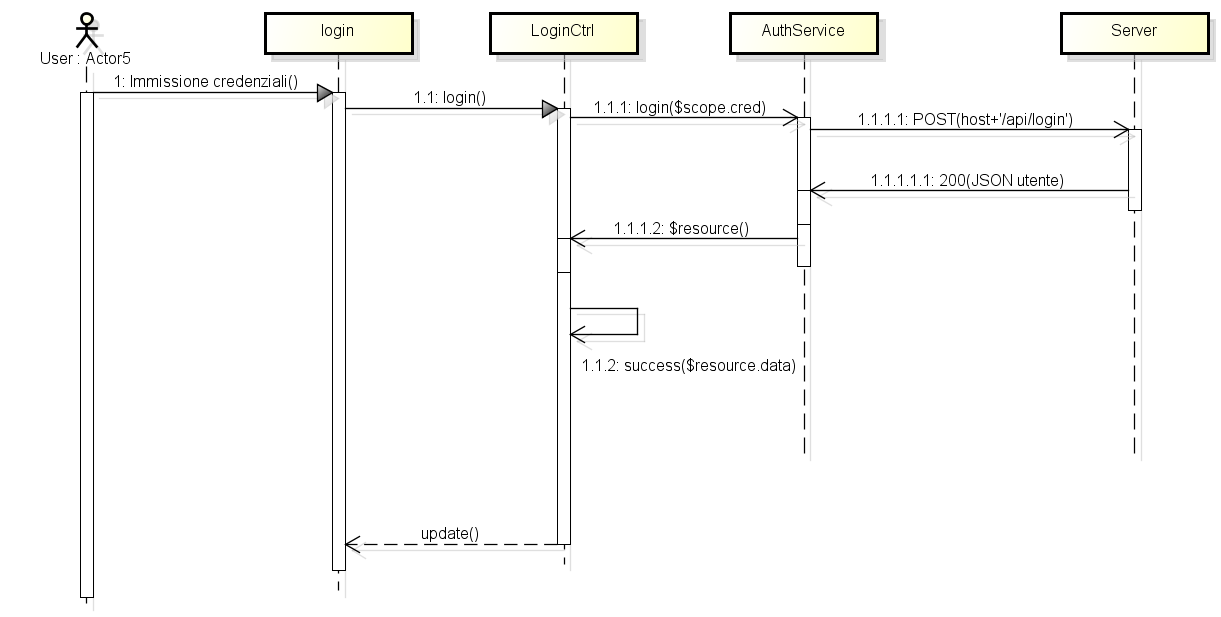 login
LoginCtrl
AuthService
Server
User : Actor5
1: Immissione credenziali()
1.1: login()
1.1.1: login($scope.cred)
1.1.1.1: POST(host+'/api/login')
1.1.1.1.1: 200(JSON utente)
1.1.1.2: $resource()
1.1.2: success($resource.data)
update()